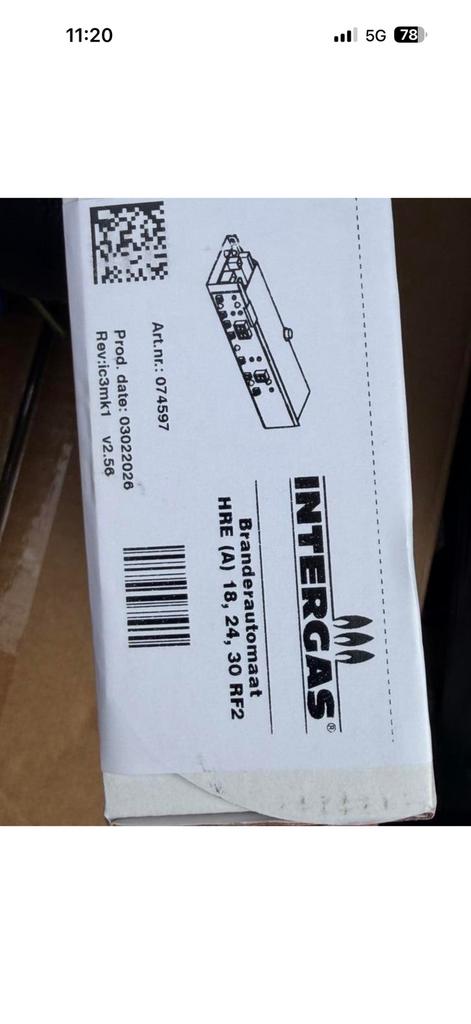 11:20
5G 78
INTERGAS®
Branderautomaat
HRE (A) 18, 24, 30 RF2
Art.nr.: 074597
Prod. date: 03022026
Rev:ic3mk1 v2.56